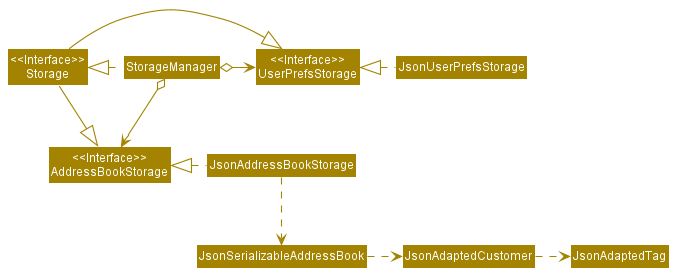 <<Interface>>
Storage
StorageManager
<<Interface>>
UserPrefsStorage
JsonUserPrefsStorage
<<Interface>>
AddressBookStorage
JsonAddressBookStorage
JsonSerializableAddressBook
JsonAdaptedCustomer
JsonAdaptedTag